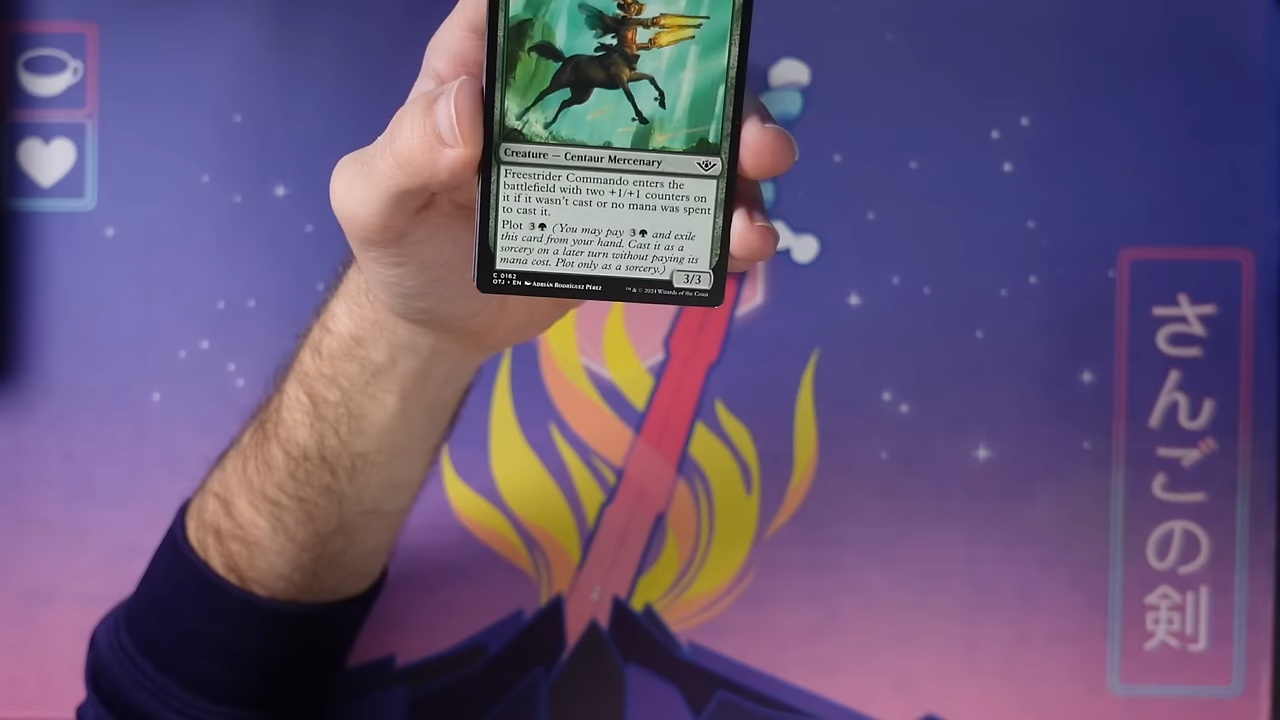 Creature — Centaur Mercenary
Freestrider Commando enters the
battlefield with two +1/+1 counters on
it if it wasn't cast or no mana was spent
to cast it.
Plot 3 (You may pay 3 and exile
this card from your hand. Cast it as a
sorcery on a later turn without paying its
mana cost. Plot only as a sorcery.)
3/3
C 0162
OTJ • EN Adrián Rodríguez Pérez
™ & © 2024 Wizards of the Coast
さんごの剣